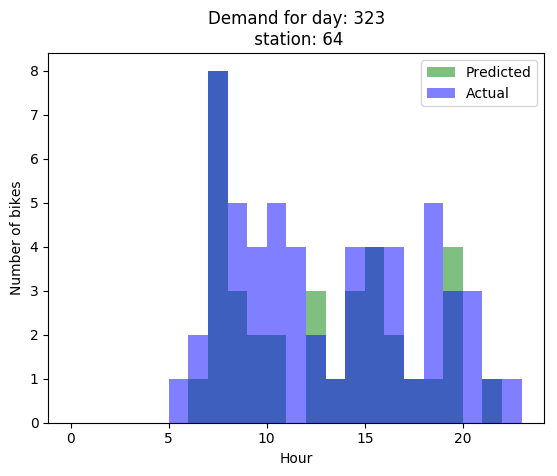 Demand for day: 323
station: 64
Predicted
Actual
Number of bikes
8
7
6
5
4
3
2
1
0
0 5 10 15 20
Hour